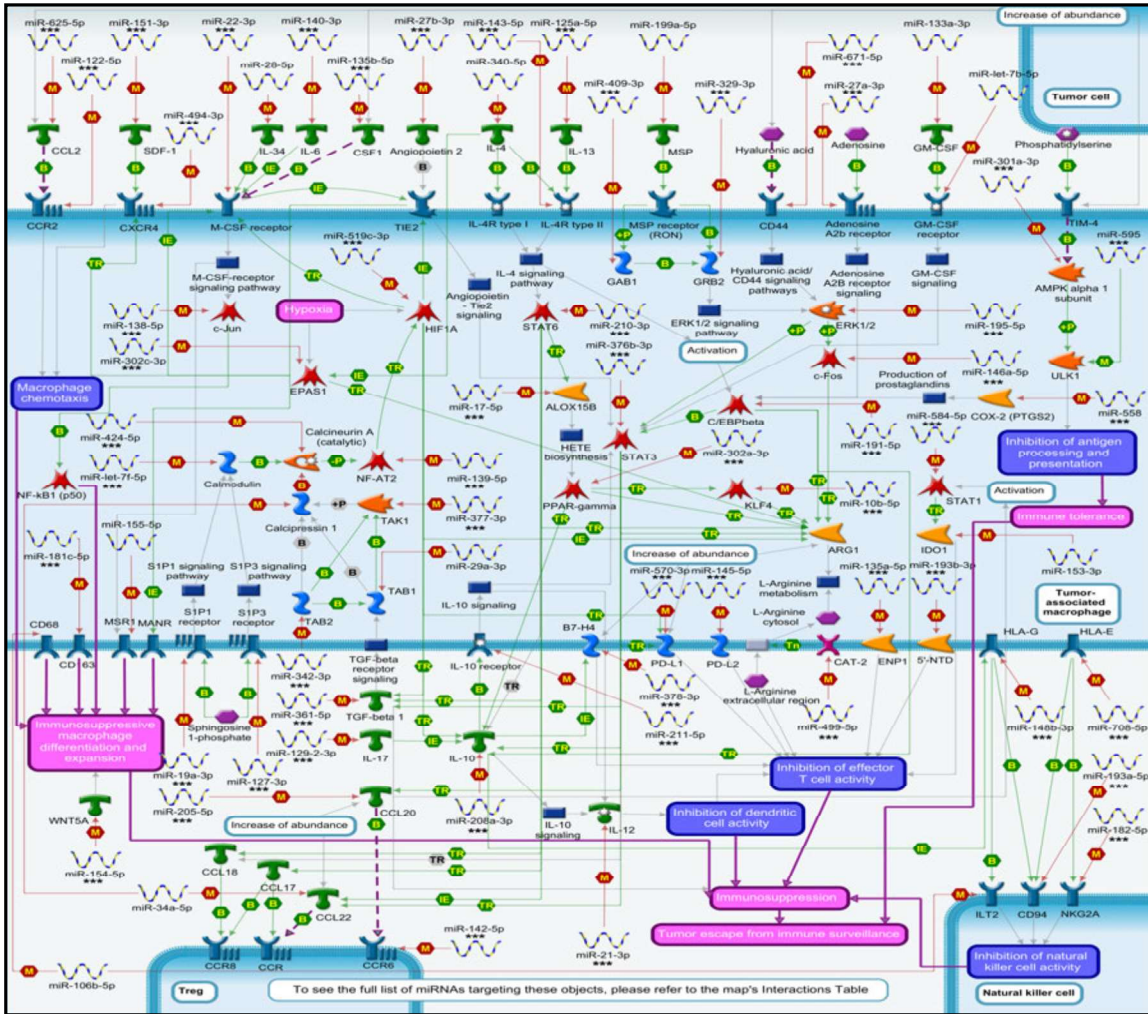 miR-625-5p
miR-151-3p
miR-22-3p
miR-140-3p
miR-27b-3p
miR-143-5p
miR-125a-5p
miR-199a-5p
miR-133a-3p
Increase of abundance
miR-122-5p
miR-28-5p
miR-135b-5p
miR-340-5p
miR-409-3p
miR-329-3p
miR-671-5p
miR-27a-3p
miR-let-7b-5p
Tumor cell
miR-494-3p
CCL2
SDF-1
IL-34
IL-6
CSF1
Angiopoietin 2
IL-4
IL-13
MSP
Hyaluronic acid
Adenosine
GM-CSF
miR-301a-3p
Phosphatidylserine
CCR2
CXCR4
M-CSF receptor
TIE2
IL-4R type I
IL-4R type II
MSP receptor
(RON)
CD44
Adenosine
A2b receptor
GM-CSF
receptor
TIM-4
miR-595
miR-519c-3p
M-CSF-receptor
signaling pathway
Angiopoietin
- Tie2
signaling
IL-4 signaling
pathway
GAB1
GRB2
Hyaluronic acid/
CD44 signaling
pathways
Adenosine
A2B receptor
signaling
GM-CSF
signaling
AMPK alpha 1
subunit
Hypoxia
miR-138-5p
c-Jun
HIF1A
STAT6
miR-210-3p
ERK1/2 signaling
pathway
ERK1/2
miR-195-5p
miR-302c-3p
miR-376b-3p
Activation
c-Fos
miR-146a-5p
ULK1
Macrophage
chemotaxis
EPAS1
miR-17-5p
ALOX15B
C/EBPbeta
Production of
prostaglandins
miR-584-5p
COX-2 (PTGS2)
miR-558
miR-424-5p
Calcineurin A
(catalytic)
HETE
biosynthesis
STAT3
miR-302a-3p
miR-191-5p
Inhibition of antigen
processing and
presentation
miR-let-7f-5p
NF-kB1 (p50)
Calmodulin
NF-AT2
miR-139-5p
PPAR-gamma
KLF4
miR-10b-5p
STAT1
Activation
Immune tolerance
miR-155-5p
Calcipressin 1
TAK1
miR-377-3p
ARG1
IDO1
miR-181c-5p
S1P1 signaling
pathway
S1P3 signaling
pathway
miR-29a-3p
Increase of abundance
miR-570-3p
miR-145-5p
L-Arginine
metabolism
miR-135a-5p
miR-193b-3p
miR-153-3p
CD68
MSR1
MANR
S1P1
receptor
S1P3
receptor
TAB2
TAB1
IL-10 signaling
B7-H4
L-Arginine
cytosol
Tumor-
associated
macrophage
CD163
miR-342-3p
TGF-beta
receptor
signaling
IL-10 receptor
PD-L1
PD-L2
CAT-2
ENP1
5'-NTD
HLA-G
HLA-E
miR-361-5p
TGF-beta 1
miR-378-3p
L-Arginine
extracellular region
Immunosuppressive
macrophage
differentiation and
expansion
Sphingosine
1-phosphate
miR-129-2-3p
IL-17
IL-10
miR-211-5p
miR-499-5p
miR-148b-3p
miR-708-5p
miR-19a-3p
miR-127-3p
Inhibition of effector
T cell activity
miR-193a-5p
WNT5A
miR-205-5p
Increase of abundance
CCL20
miR-208a-3p
IL-10
signaling
IL-12
Inhibition of dendritic
cell activity
miR-182-5p
miR-154-5p
CCL18
CCL17
CCL22
miR-34a-5p
Immunosuppression
ILT2
CD94
NKG2A
miR-142-5p
miR-21-3p
Tumor escape from immune surveillance
CCR8
CCR
CCR6
Inhibition of natural
killer cell activity
miR-106b-5p
Treg
To see the full list of miRNAs targeting these objects, please refer to the map's Interactions Table
Natural killer cell